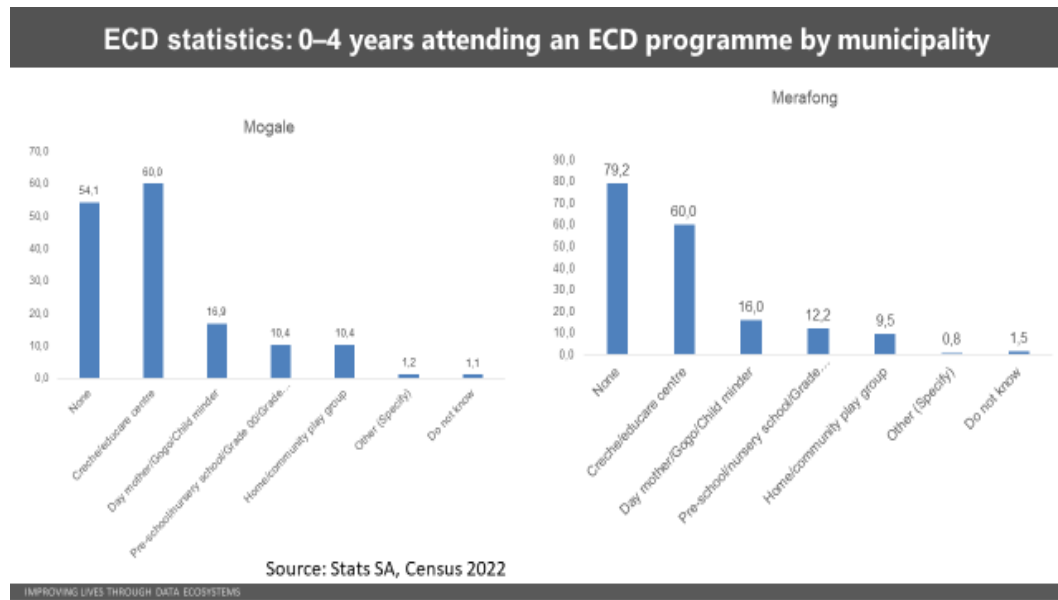 ECD statistics: 0–4 years attending an ECD programme by municipality
Mogale
70,0
60,0
50,0
40,0
30,0
20,0
10,0
0,0
54,1
60,0
16,9
10,4
10,4
1,2
1,1
None
Creche/educare centre
Day mother/Gogo/Child minder
Pre-school/nursery school/Grade 00/Grade...
Home/community play group
Other (Specify)
Do not know
Merafong
90,0
80,0
70,0
60,0
50,0
40,0
30,0
20,0
10,0
0,0
79,2
60,0
16,0
12,2
9,5
0,8
1,5
None
Creche/educare centre
Day mother/Gogo/Child minder
Pre-school/nursery school/Grade...
Home/community play group
Other (Specify)
Do not know
Source: Stats SA, Census 2022
IMPROVING LIVES THROUGH DATA ECOSYSTEMS